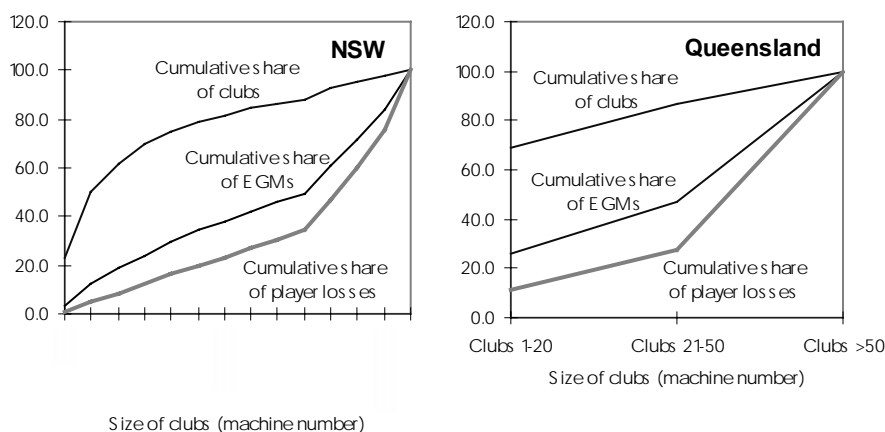 120.0
100.0
80.0
60.0
40.0
20.0
0.0
NSW
Cumulative share
of clubs
Cumulative share
of EGMs
Cumulative share
of player losses
Size of clubs (machine number)
120.0
100.0
80.0
60.0
40.0
20.0
0.0
Queensland
Cumulative share
of clubs
Cumulative share
of EGMs
Cumulative share
of player losses
Clubs 1-20
Clubs 21-50
Clubs >50
Size of clubs (machine number)